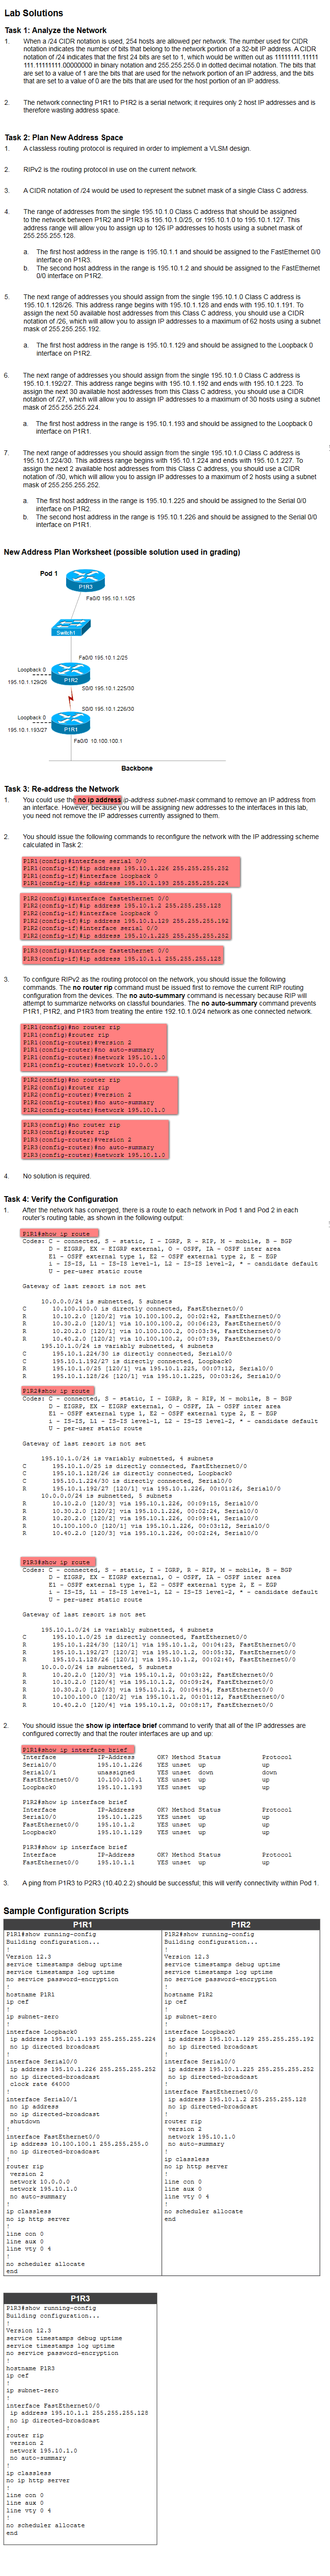 Lab Solutions
Task 1: Analyze the Network
1. When a /24 CIDR notation is used, 254 hosts are allowed per network. The number used for CIDR
notation indicates the number of bits that belong to the network portion of a 32-bit IP address. A CIDR
notation of /24 indicates that the first 24 bits are set to 1, which would be written out as 11111111.11111
111.11111111.00000000 in binary notation and 255.255.255.0 in dotted decimal notation. The bits that
are set to a value of 1 are the bits that are used for the network portion of an IP address, and the bits
that are set to a value of 0 are the bits that are used for the host portion of an IP address.
2. The network connecting P1R1 to P1R2 is a serial network; it requires only 2 host IP addresses and is
therefore wasting address space.
Task 2: Plan New Address Space
1. A classless routing protocol is required in order to implement a VLSM design.
2. RIPv2 is the routing protocol in use on the current network.
3. A CIDR notation of /24 would be used to represent the subnet mask of a single Class C address.
4. The range of addresses from the single 195.10.1.0 Class C address that should be assigned
to the network between P1R2 and P1R3 is 195.10.1.0/25, or 195.10.1.0 to 195.10.1.127. This
address range will allow you to assign up to 126 IP addresses to hosts using a subnet mask of
255.255.255.128.
a. The first host address in the range is 195.10.1.1 and should be assigned to the FastEthernet 0/0
interface on P1R3.
b. The second host address in the range is 195.10.1.2 and should be assigned to the FastEthernet
0/0 interface on P1R2.
5. The next range of addresses you should assign from the single 195.10.1.0 Class C address is
195.10.1.128/26. This address range begins with 195.10.1.128 and ends with 195.10.1.191. To
assign the next 50 available host addresses from this Class C address, you should use a CIDR
notation of /26, which will allow you to assign IP addresses to a maximum of 62 hosts using a subnet
mask of 255.255.255.192.
a. The first host address in the range is 195.10.1.129 and should be assigned to the Loopback 0
interface on P1R2.
6. The next range of addresses you should assign from the single 195.10.1.0 Class C address is
195.10.1.192/27. This address range begins with 195.10.1.192 and ends with 195.10.1.223. To
assign the next 30 available host addresses from this Class C address, you should use a CIDR
notation of /27, which will allow you to assign IP addresses to a maximum of 30 hosts using a subnet
mask of 255.255.255.224.
a. The first host address in the range is 195.10.1.193 and should be assigned to the Loopback 0
interface on P1R1.
7. The next range of addresses you should assign from the single 195.10.1.0 Class C address is
195.10.1.224/30. This address range begins with 195.10.1.224 and ends with 195.10.1.227. To
assign the next 2 available host addresses from this Class C address, you should use a CIDR
notation of /30, which will allow you to assign IP addresses to a maximum of 2 hosts using a subnet
mask of 255.255.255.252.
a. The first host address in the range is 195.10.1.225 and should be assigned to the Serial 0/0
interface on P1R2.
b. The second host address in the range is 195.10.1.226 and should be assigned to the Serial 0/0
interface on P1R1.
New Address Plan Worksheet (possible solution used in grading)
Pod 1
P1R3
Fa0/0 195.10.1.1/25
Switch1
Fa0/0 195.10.1.2/25
Loopback 0
P1R2
195.10.1.129/26
S0/0 195.10.1.225/30
S0/0 195.10.1.226/30
Loopback 0
195.10.1.193/27
P1R1
Fa0/0 10.100.100.1
Backbone
Task 3: Re-address the Network
1. You could use the no ip address ip-address subnet-mask command to remove an IP address from
an interface. However, because you will be assigning new addresses to the interfaces in this lab,
you need not remove the IP addresses currently assigned to them.
2. You should issue the following commands to reconfigure the network with the IP addressing scheme
calculated in Task 2:
P1R1(config)#interface serial 0/0
P1R1(config-if)#ip address 195.10.1.226 255.255.255.252
P1R1(config-if)#interface loopback 0
P1R1(config-if)#ip address 195.10.1.193 255.255.255.224
P1R2(config)#interface fastethernet 0/0
P1R2(config-if)#ip address 195.10.1.2 255.255.255.128
P1R2(config-if)#interface loopback 0
P1R2(config-if)#ip address 195.10.1.129 255.255.255.192
P1R2(config-if)#interface serial 0/0
P1R2(config-if)#ip address 195.10.1.225 255.255.255.252
P1R3(config)#interface fastethernet 0/0
P1R3(config-if)#ip address 195.10.1.1 255.255.255.128
3. To configure RIPv2 as the routing protocol on the network, you should issue the following
commands. The no router rip command must be issued first to remove the current RIP routing
configuration from the devices. The no auto-summary command is necessary because RIP will
attempt to summarize networks on classful boundaries. The no auto-summary command prevents
P1R1, P1R2, and P1R3 from treating the entire 192.10.1.0/24 network as one connected network.
P1R1(config)#no router rip
P1R1(config)#router rip
P1R1(config-router)#version 2
P1R1(config-router)#no auto-summary
P1R1(config-router)#network 195.10.1.0
P1R1(config-router)#network 10.0.0.0
P1R2(config)#no router rip
P1R2(config)#router rip
P1R2(config-router)#version 2
P1R2(config-router)#no auto-summary
P1R2(config-router)#network 195.10.1.0
P1R3(config)#no router rip
P1R3(config)#router rip
P1R3(config-router)#version 2
P1R3(config-router)#no auto-summary
P1R3(config-router)#network 195.10.1.0
4. No solution is required.
Task 4: Verify the Configuration
1. After the network has converged, there is a route to each network in Pod 1 and Pod 2 in each
router's routing table, as shown in the following output:
P1R1#show ip route
Codes: C - connected, S - static, I - IGRP, R - RIP, M - mobile, B - BGP
D - EIGRP, EX - EIGRP external, O - OSPF, IA - OSPF inter area
E1 - OSPF external type 1, E2 - OSPF external type 2, E - EGP
i - IS-IS, L1 - IS-IS level-1, L2 - IS-IS level-2, * - candidate default
U - per-user static route
Gateway of last resort is not set
10.0.0.0/24 is subnetted, 5 subnets
C 10.100.100.0 is directly connected, FastEthernet0/0
R 10.10.2.0 [120/2] via 10.100.100.2, 00:02:42, FastEthernet0/0
R 10.30.2.0 [120/1] via 10.100.100.2, 00:06:23, FastEthernet0/0
R 10.20.2.0 [120/1] via 10.100.100.2, 00:03:34, FastEthernet0/0
R 10.40.2.0 [120/2] via 10.100.100.2, 00:07:39, FastEthernet0/0
195.10.1.0/24 is variably subnetted, 4 subnets
C 195.10.1.224/30 is directly connected, Serial0/0
C 195.10.1.192/27 is directly connected, Loopback0
R 195.10.1.0/25 [120/1] via 195.10.1.225, 00:07:12, Serial0/0
R 195.10.1.128/26 [120/1] via 195.10.1.225, 00:03:26, Serial0/0
P1R2#show ip route
Codes: C - connected, S - static, I - IGRP, R - RIP, M - mobile, B - BGP
D - EIGRP, EX - EIGRP external, O - OSPF, IA - OSPF inter area
E1 - OSPF external type 1, E2 - OSPF external type 2, E - EGP
i - IS-IS, L1 - IS-IS level-1, L2 - IS-IS level-2, * - candidate default
U - per-user static route
Gateway of last resort is not set
195.10.1.0/24 is variably subnetted, 4 subnets
C 195.10.1.0/25 is directly connected, FastEthernet0/0
C 195.10.1.128/26 is directly connected, Loopback0
C 195.10.1.224/30 is directly connected, Serial0/0
R 195.10.1.192/27 [120/1] via 195.10.1.226, 00:01:26, Serial0/0
10.0.0.0/24 is subnetted, 5 subnets
R 10.10.2.0 [120/3] via 195.10.1.226, 00:09:15, Serial0/0
R 10.30.2.0 [120/2] via 195.10.1.226, 00:02:24, Serial0/0
R 10.20.2.0 [120/2] via 195.10.1.226, 00:09:41, Serial0/0
R 10.100.100.0 [120/1] via 195.10.1.226, 00:03:12, Serial0/0
R 10.40.2.0 [120/3] via 195.10.1.226, 00:02:24, Serial0/0
P1R3#show ip route
Codes: C - connected, S - static, I - IGRP, R - RIP, M - mobile, B - BGP
D - EIGRP, EX - EIGRP external, O - OSPF, IA - OSPF inter area
E1 - OSPF external type 1, E2 - OSPF external type 2, E - EGP
i - IS-IS, L1 - IS-IS level-1, L2 - IS-IS level-2, * - candidate default
U - per-user static route
Gateway of last resort is not set
195.10.1.0/24 is variably subnetted, 4 subnets
C 195.10.1.0/25 is directly connected, FastEthernet0/0
R 195.10.1.224/30 [120/1] via 195.10.1.2, 00:04:23, FastEthernet0/0
R 195.10.1.192/27 [120/2] via 195.10.1.2, 00:05:32, FastEthernet0/0
R 195.10.1.128/26 [120/1] via 195.10.1.2, 00:02:40, FastEthernet0/0
10.0.0.0/24 is subnetted, 5 subnets
R 10.20.2.0 [120/3] via 195.10.1.2, 00:03:22, FastEthernet0/0
R 10.10.2.0 [120/4] via 195.10.1.2, 00:09:24, FastEthernet0/0
R 10.30.2.0 [120/3] via 195.10.1.2, 00:04:34, FastEthernet0/0
R 10.100.100.0 [120/2] via 195.10.1.2, 00:01:12, FastEthernet0/0
R 10.40.2.0 [120/4] via 195.10.1.2, 00:05:17, FastEthernet0/0
2. You should issue the show ip interface brief command to verify that all of the IP addresses are
configured correctly and that the router interfaces are up and up:
P1R1#show ip interface brief
Interface IP-Address OK? Method Status Protocol
Serial0/0 195.10.1.226 YES unset up up
Serial0/1 unassigned YES unset down down
FastEthernet0/0 10.100.100.1 YES unset up up
Loopback0 195.10.1.193 YES unset up up
P1R2#show ip interface brief
Interface IP-Address OK? Method Status Protocol
Serial0/0 195.10.1.225 YES unset up up
FastEthernet0/0 195.10.1.2 YES unset up up
Loopback0 195.10.1.129 YES unset up up
P1R3#show ip interface brief
Interface IP-Address OK? Method Status Protocol
FastEthernet0/0 195.10.1.1 YES unset up up
3. A ping from P1R3 to P2R3 (10.40.2.2) should be successful; this will verify connectivity within Pod 1.
Sample Configuration Scripts
P1R1
P1R1#show running-config
Building configuration...
!
Version 12.3
service timestamps debug uptime
service timestamps log uptime
no service password-encryption
!
hostname P1R1
ip cef
!
ip subnet-zero
!
interface Loopback0
ip address 195.10.1.193 255.255.255.224
no ip directed broadcast
!
interface Serial0/0
ip address 195.10.1.226 255.255.255.252
no ip directed-broadcast
clock rate 64000
!
interface Serial0/1
no ip address
no ip directed-broadcast
shutdown
!
interface FastEthernet0/0
ip address 10.100.100.1 255.255.255.0
no ip directed-broadcast
!
router rip
version 2
network 10.0.0.0
network 195.10.1.0
no auto-summary
!
ip classless
no ip http server
!
line con 0
line aux 0
line vty 0 4
!
no scheduler allocate
end
P1R2
P1R2#show running-config
Building configuration...
!
Version 12.3
service timestamps debug uptime
service timestamps log uptime
no service password-encryption
!
hostname P1R2
ip cef
!
ip subnet-zero
!
interface Loopback0
ip address 195.10.1.129 255.255.255.192
no ip directed broadcast
!
interface Serial0/0
ip address 195.10.1.225 255.255.255.252
no ip directed-broadcast
!
interface FastEthernet0/0
ip address 195.10.1.2 255.255.255.128
no ip directed-broadcast
!
router rip
version 2
network 195.10.1.0
no auto-summary
!
ip classless
no ip http server
!
line con 0
line aux 0
line vty 0 4
!
no scheduler allocate
end
P1R3
P1R3#show running-config
Building configuration...
!
Version 12.3
service timestamps debug uptime
service timestamps log uptime
no service password-encryption
!
hostname P1R3
ip cef
!
ip subnet-zero
!
interface FastEthernet0/0
ip address 195.10.1.1 255.255.255.128
no ip directed-broadcast
!
router rip
version 2
network 195.10.1.0
no auto-summary
!
ip classless
no ip http server
!
line con 0
line aux 0
line vty 0 4
!
no scheduler allocate
end